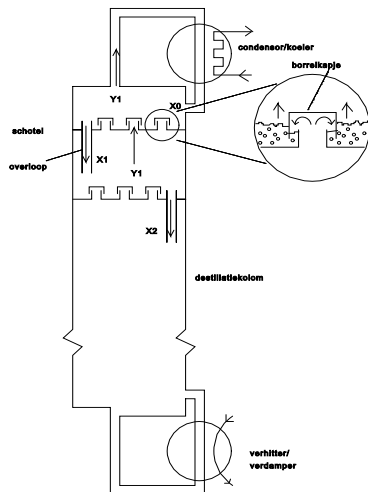 condensor/koeler
borrelkapje
Y1
X0
schotel
overloop
X1
Y1
X2
destillatiekolom
verhitter/
verdamper